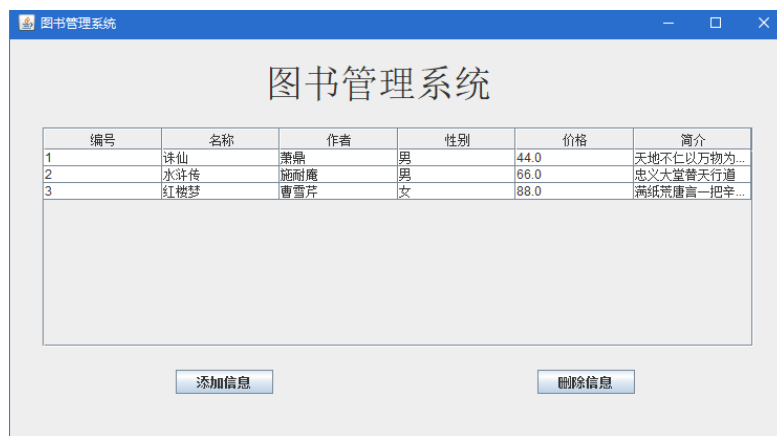 图书管理系统
图书管理系统
编号 名称 作者 性别 价格 简介
1 诛仙 萧鼎 男 44.0 天地不仁以万物为...
2 水浒传 施耐庵 男 66.0 忠义大堂替天行道
3 红楼梦 曹雪芹 女 88.0 满纸荒唐言一把辛...
添加信息 删除信息